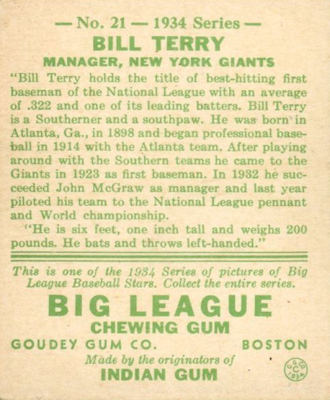 — No. 21 — 1934 Series —
BILL TERRY
MANAGER, NEW YORK GIANTS
"Bill Terry holds the title of best-hitting first
baseman of the National League with an average
of .322 and one of its leading batters. Bill Terry
is a Southerner and a southpaw. He was born in
Atlanta, Ga., in 1898 and began professional base-
ball in 1914 with the Atlanta team. After playing
around with the Southern teams he came to the
Giants in 1923 as first baseman. In 1932 he suc-
ceeded John McGraw as manager and last year
piloted his team to the National League pennant
and World championship.
"He is six feet, one inch tall and weighs 200
pounds. He bats and throws left-handed."
This is one of the 1934 Series of pictures of Big
League Baseball Stars. Collect the entire series.
BIG LEAGUE
CHEWING GUM
GOUDEY GUM CO. BOSTON
Made by the originators of
INDIAN GUM